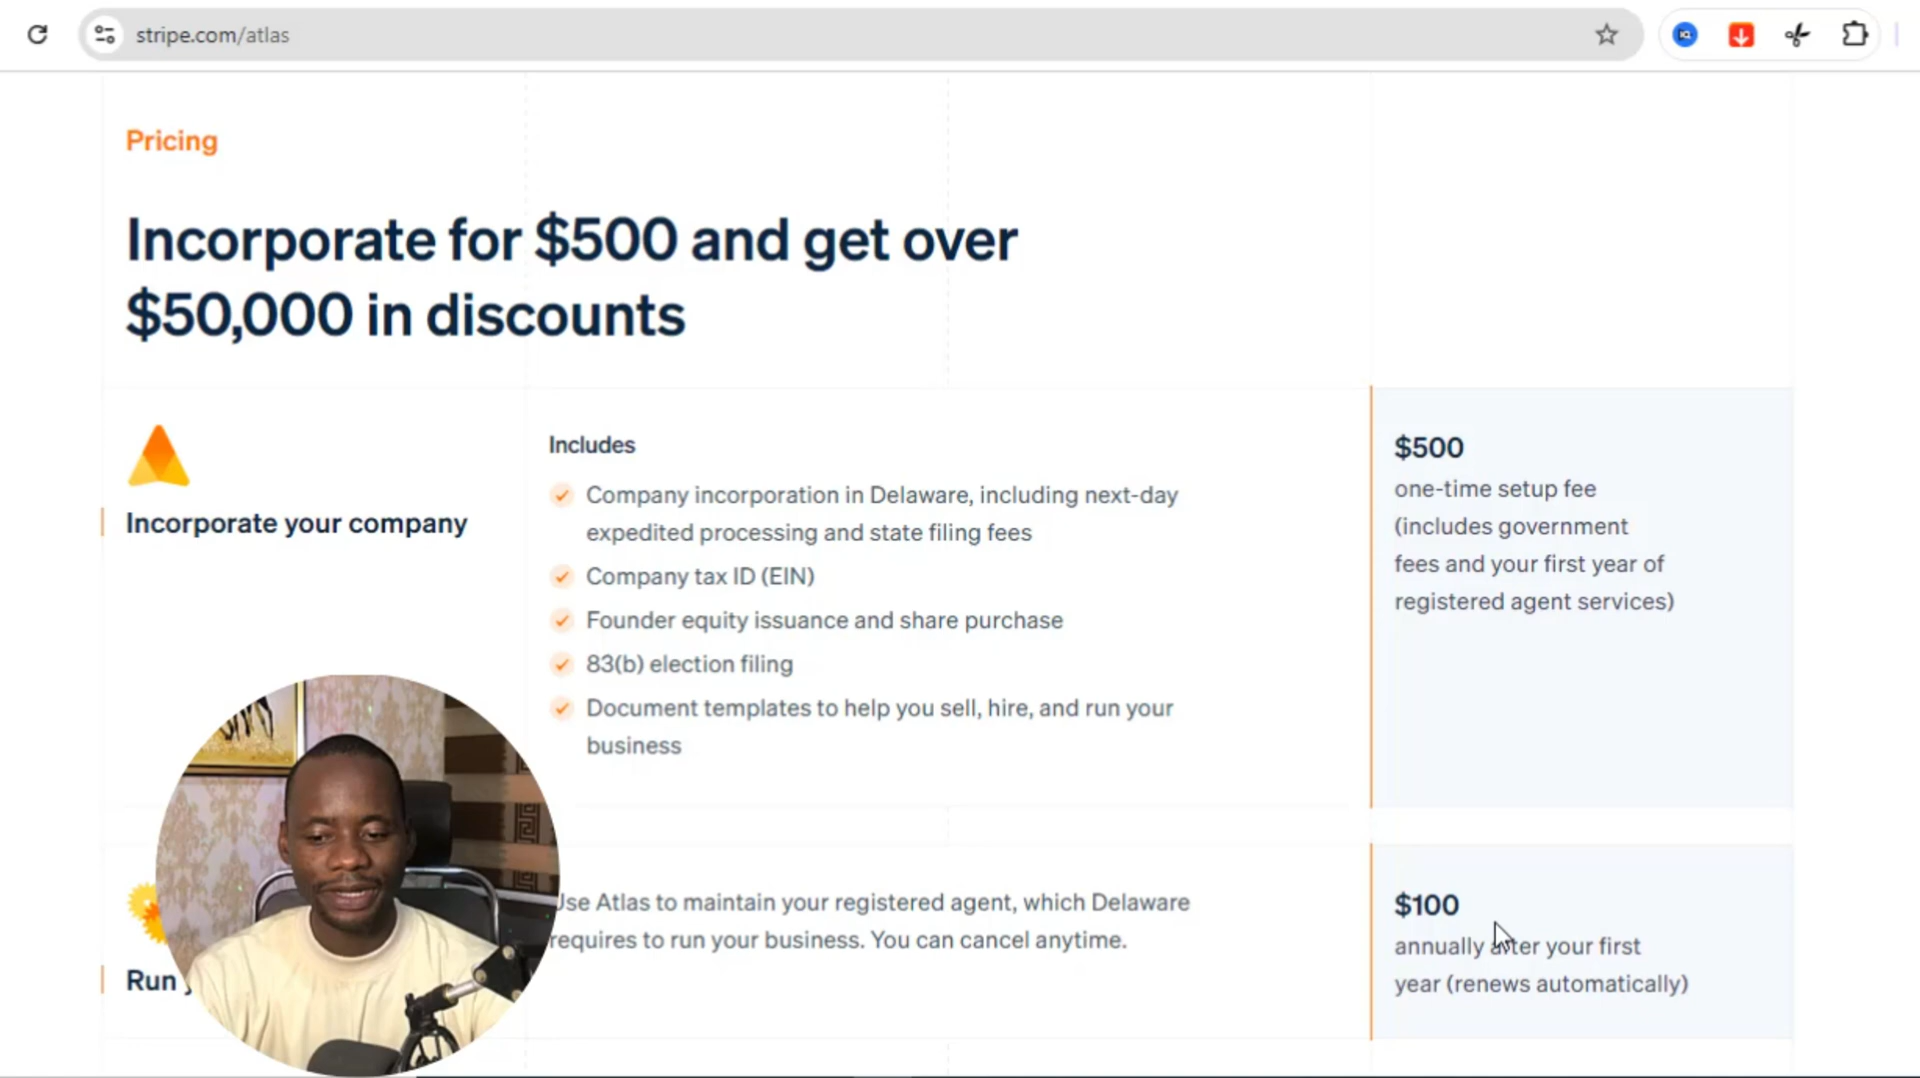 stripe.com/atlas
Pricing
Incorporate for $500 and get over
$50,000 in discounts
Incorporate your company
Includes
Company incorporation in Delaware, including next-day
expedited processing and state filing fees
Company tax ID (EIN)
Founder equity issuance and share purchase
83(b) election filing
Document templates to help you sell, hire, and run your
business
$500
one-time setup fee
(includes government
fees and your first year of
registered agent services)
Run
Use Atlas to maintain your registered agent, which Delaware
requires to run your business. You can cancel anytime.
$100
annually after your first
year (renews automatically)